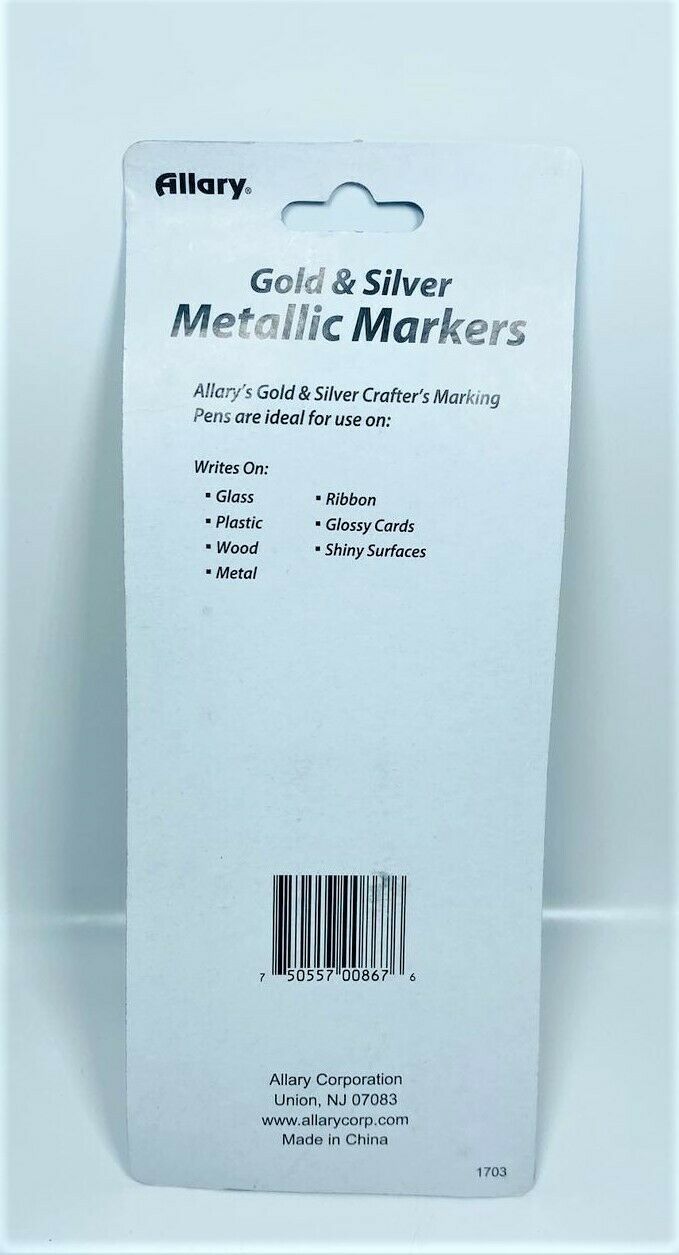 Allary®
Gold & Silver
Metallic Markers
Allary's Gold & Silver Crafter's Marking
Pens are ideal for use on:
Writes On:
▪ Glass
▪ Plastic
▪ Wood
▪ Metal
▪ Ribbon
▪ Glossy Cards
▪ Shiny Surfaces
7 50557 00867 6
Allary Corporation
Union, NJ 07083
www.allarycorp.com
Made in China
1703